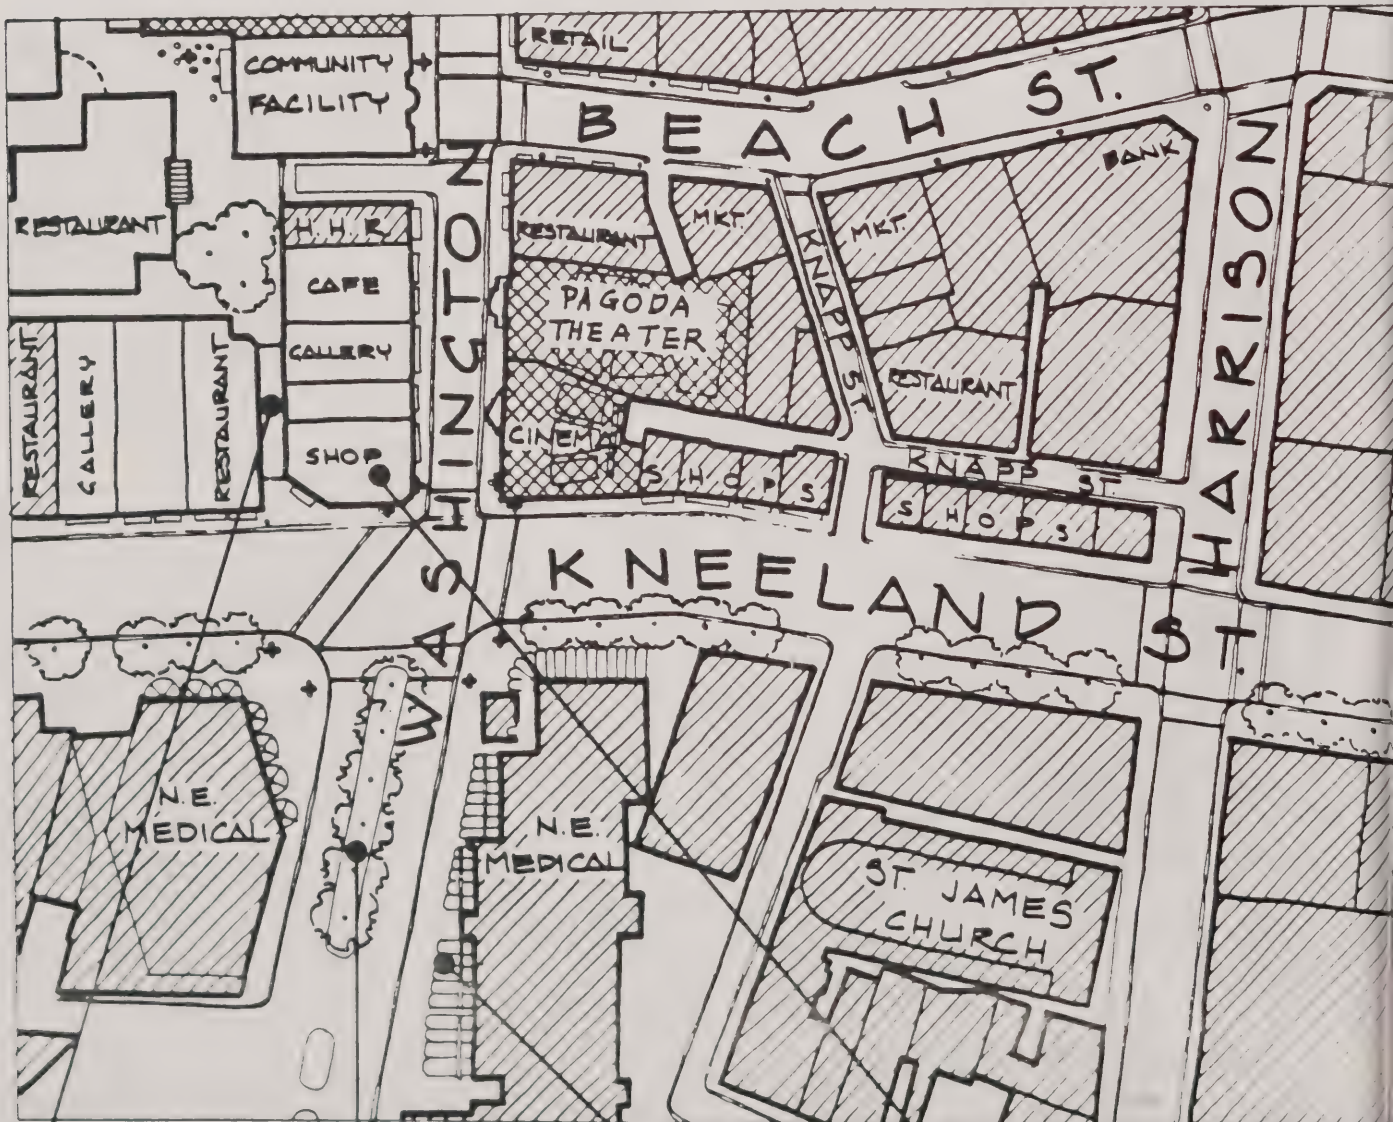 RETAIL
COMMUNITY
FACILITY
BEACH ST.
BANK
RESTAURANT
H.H.R.
RESTAURANT
MKT.
MKT.
KNAPP ST
HARRISON
CAFE
PAGODA
THEATER
WASHINGTON
GALLERY
RESTAURANT
GALLERY
RESTAURANT
RESTAURANT
CINEMA
SHOP
SHOPS
KNAPP ST
SHOPS
KNEELAND ST.
N.E.
MEDICAL
N.E.
MEDICAL
ST. JAMES
CHURCH